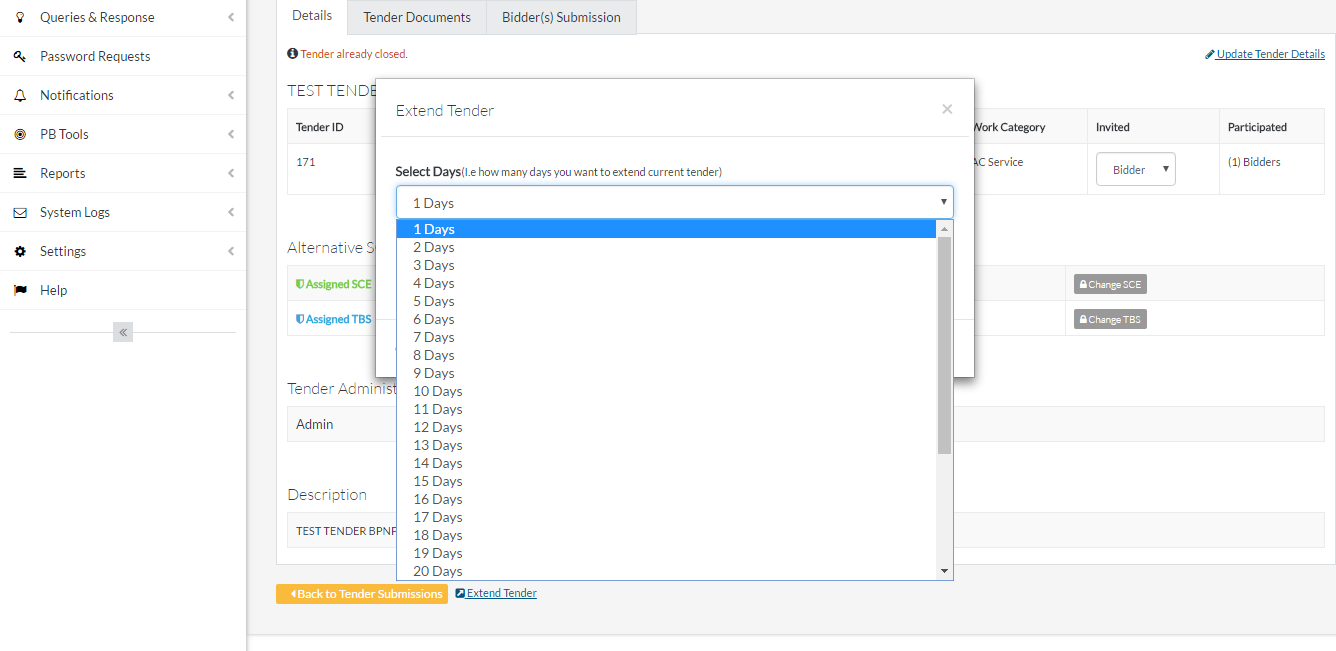 Queries & Response
Password Requests
Notifications
PB Tools
Reports
System Logs
Settings
Help
Details
Tender Documents
Bidder(s) Submission
Tender already closed.
Update Tender Details
TEST TENDE
Tender ID
Work Category
Invited
Participated
171
AC Service
Bidder
(1) Bidders
Extend Tender
Select Days(I.e how many days you want to extend current tender)
1 Days
1 Days
2 Days
3 Days
4 Days
5 Days
6 Days
7 Days
8 Days
9 Days
10 Days
11 Days
12 Days
13 Days
14 Days
15 Days
16 Days
17 Days
18 Days
19 Days
20 Days
Alternative S
Assigned SCE
Change SCE
Assigned TBS
Change TBS
Tender Administ
Admin
Description
TEST TENDER BPNP
Back to Tender Submissions
Extend Tender